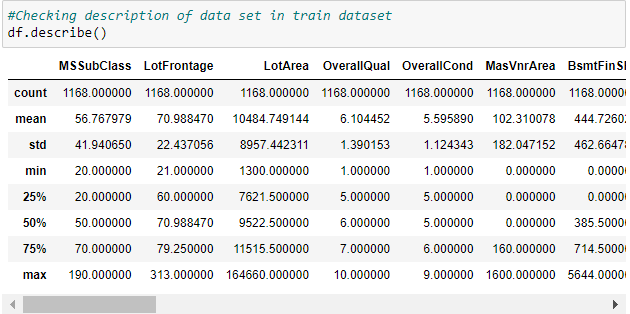 #Checking description of data set in train dataset
df.describe()
MSSubClass LotFrontage LotArea OverallQual OverallCond MasVnrArea
count 1168.000000 1168.000000 1168.000000 1168.000000 1168.000000 1168.000000 1168.0000
mean 56.767979 70.988470 10484.749144 6.104452 5.595890 102.310078 444.7260
std 41.940650 22.437056 8957.442311 1.390153 1.124343 182.047152 462.6647
min 20.000000 21.000000 1300.000000 1.000000 1.000000 0.000000 0.0000
25% 20.000000 60.000000 7621.500000 5.000000 5.000000 0.000000 0.0000
50% 50.000000 70.988470 9522.500000 6.000000 5.000000 0.000000 385.5000
75% 70.000000 79.250000 11515.500000 7.000000 6.000000 160.000000 714.5000
max 190.000000 313.000000 164660.000000 10.000000 9.000000 1600.000000 5644.0000